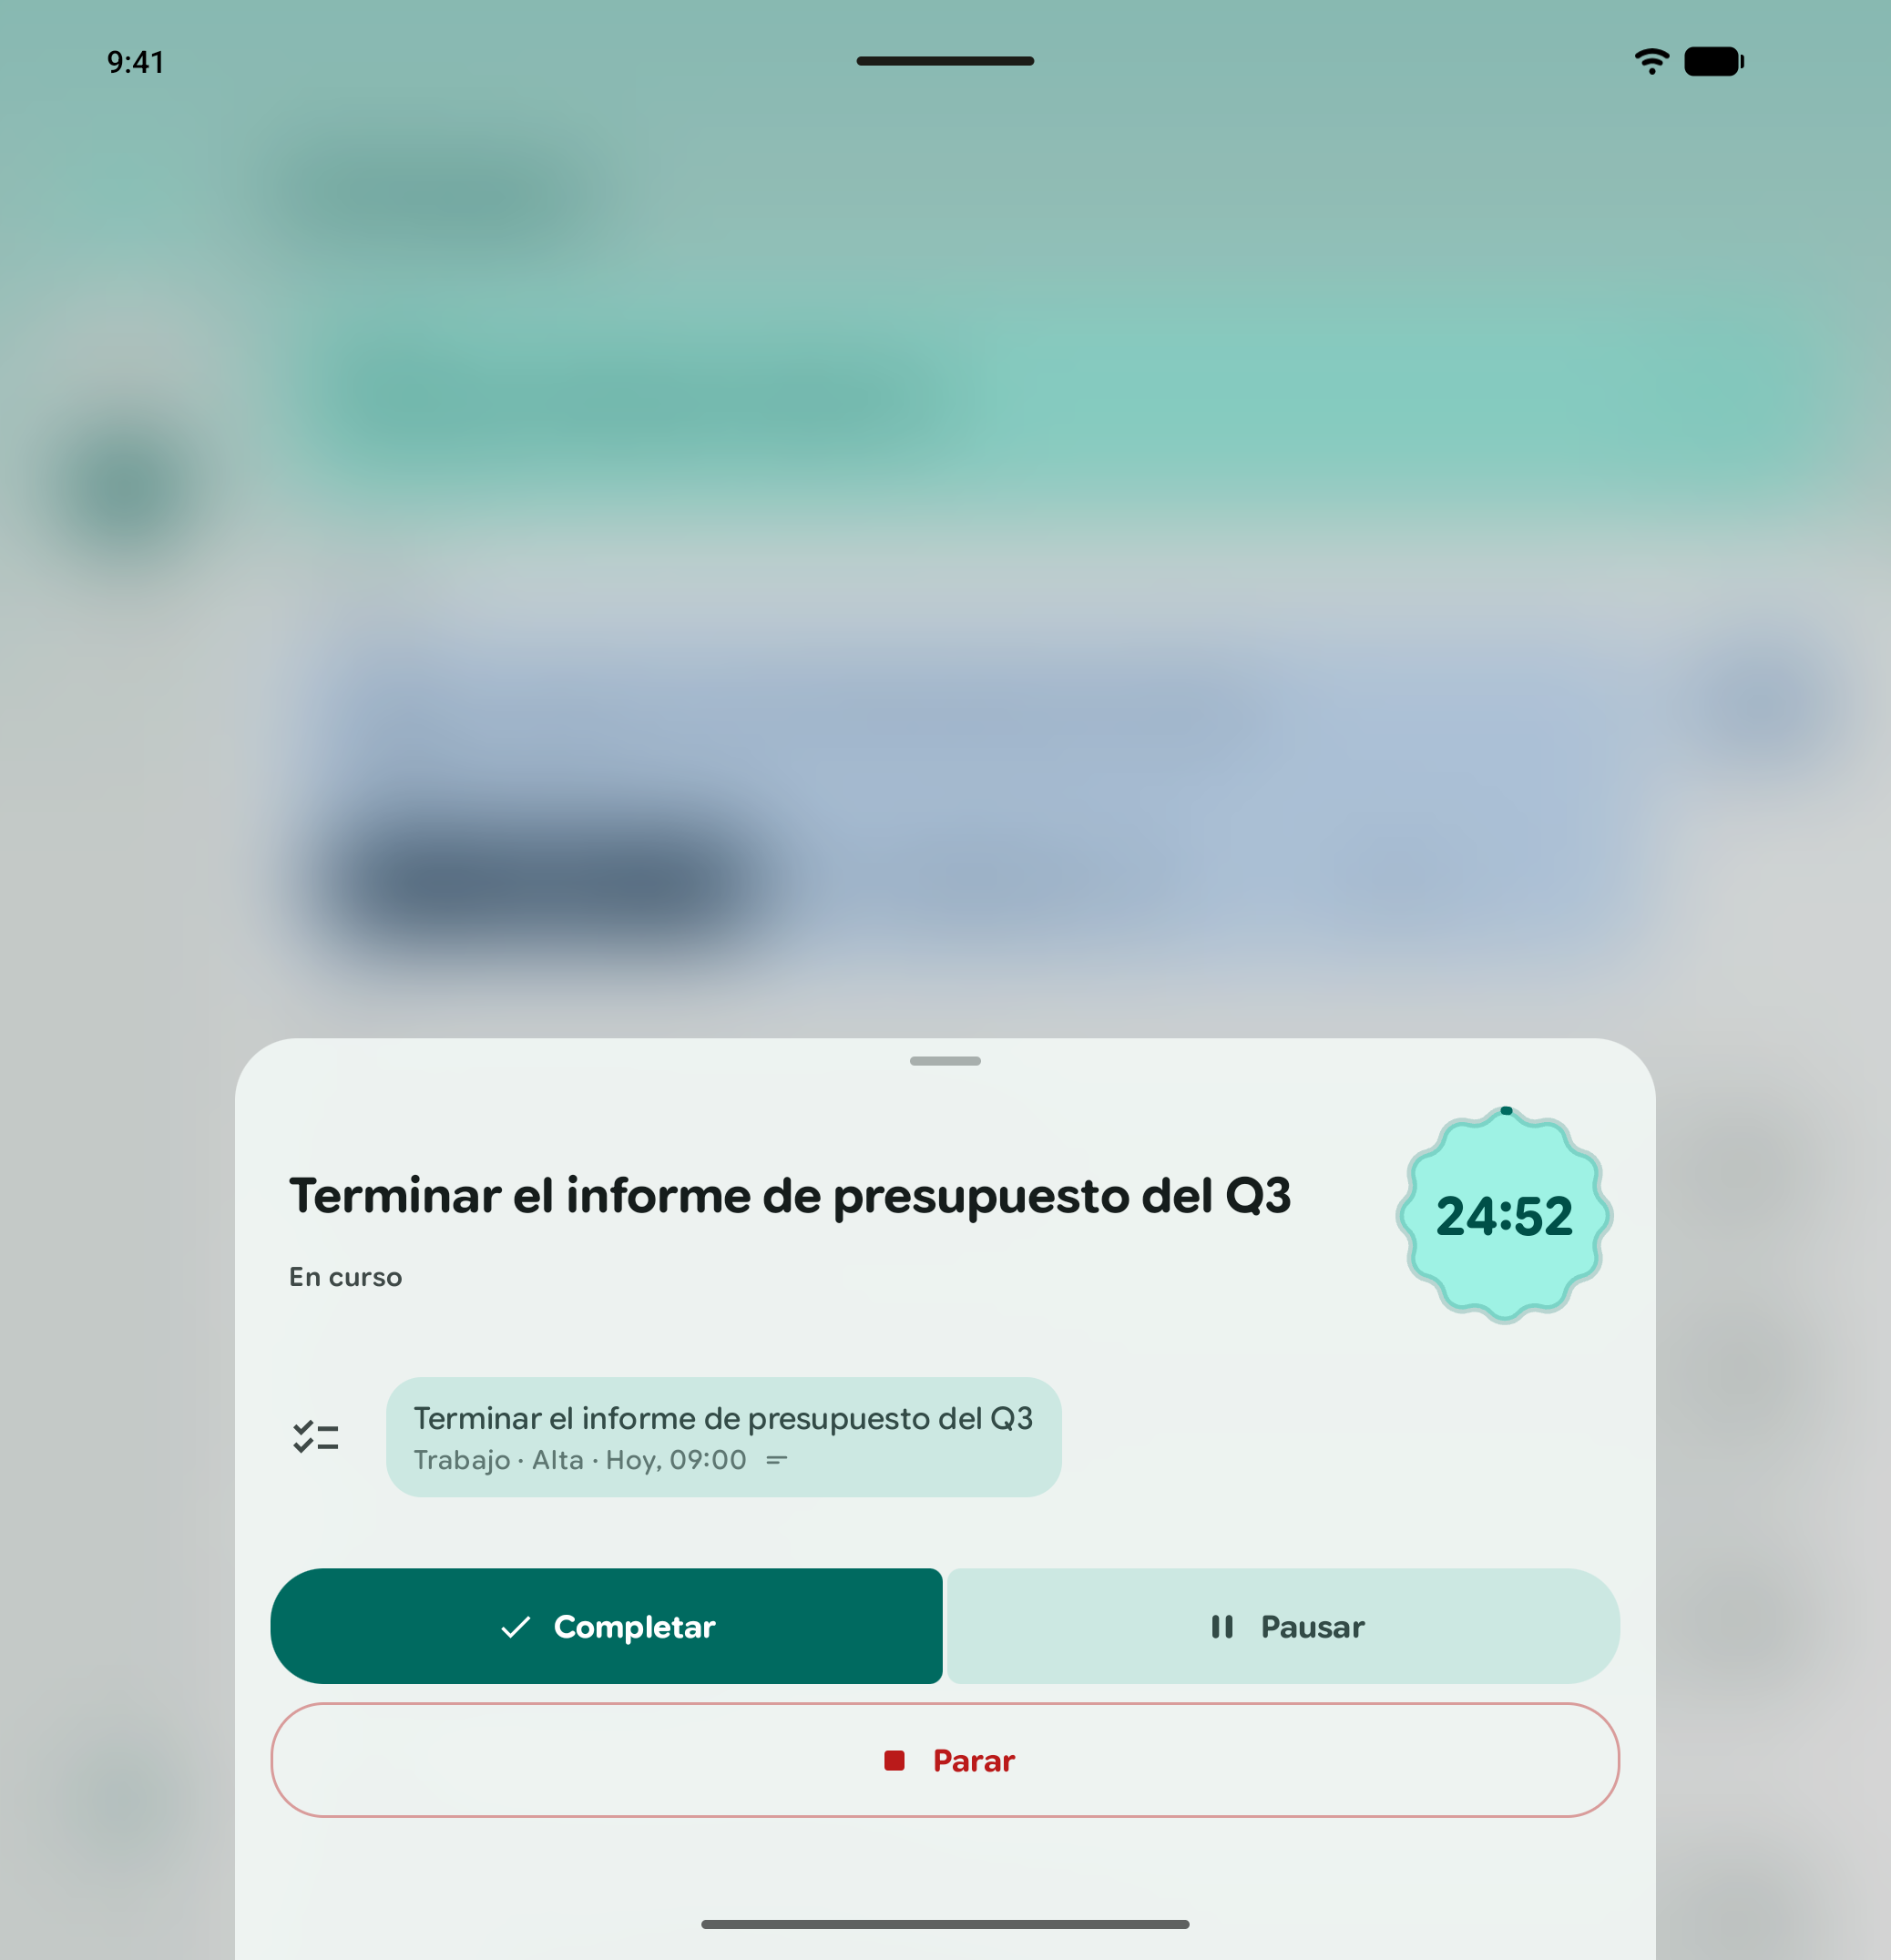 9:41
Terminar el informe de presupuesto del Q3
24:52
En curso
Terminar el informe de presupuesto del Q3
Trabajo · Alta · Hoy, 09:00
Completar
Pausar
Parar